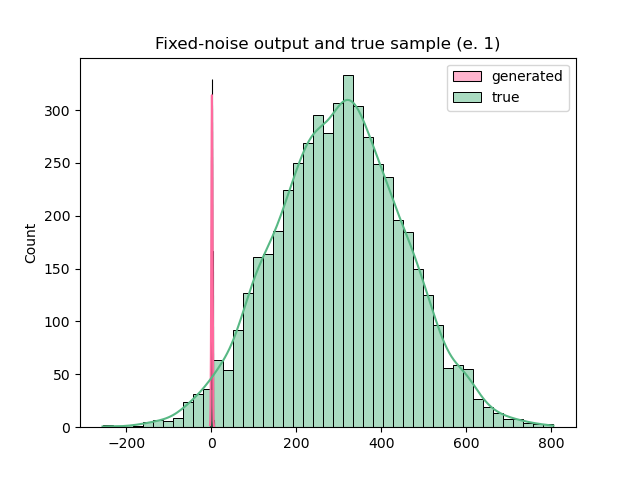 Fixed-noise output and true sample (e. 1)
generated
true
Count
300
250
200
150
100
50
0
−200 0 200 400 600 800